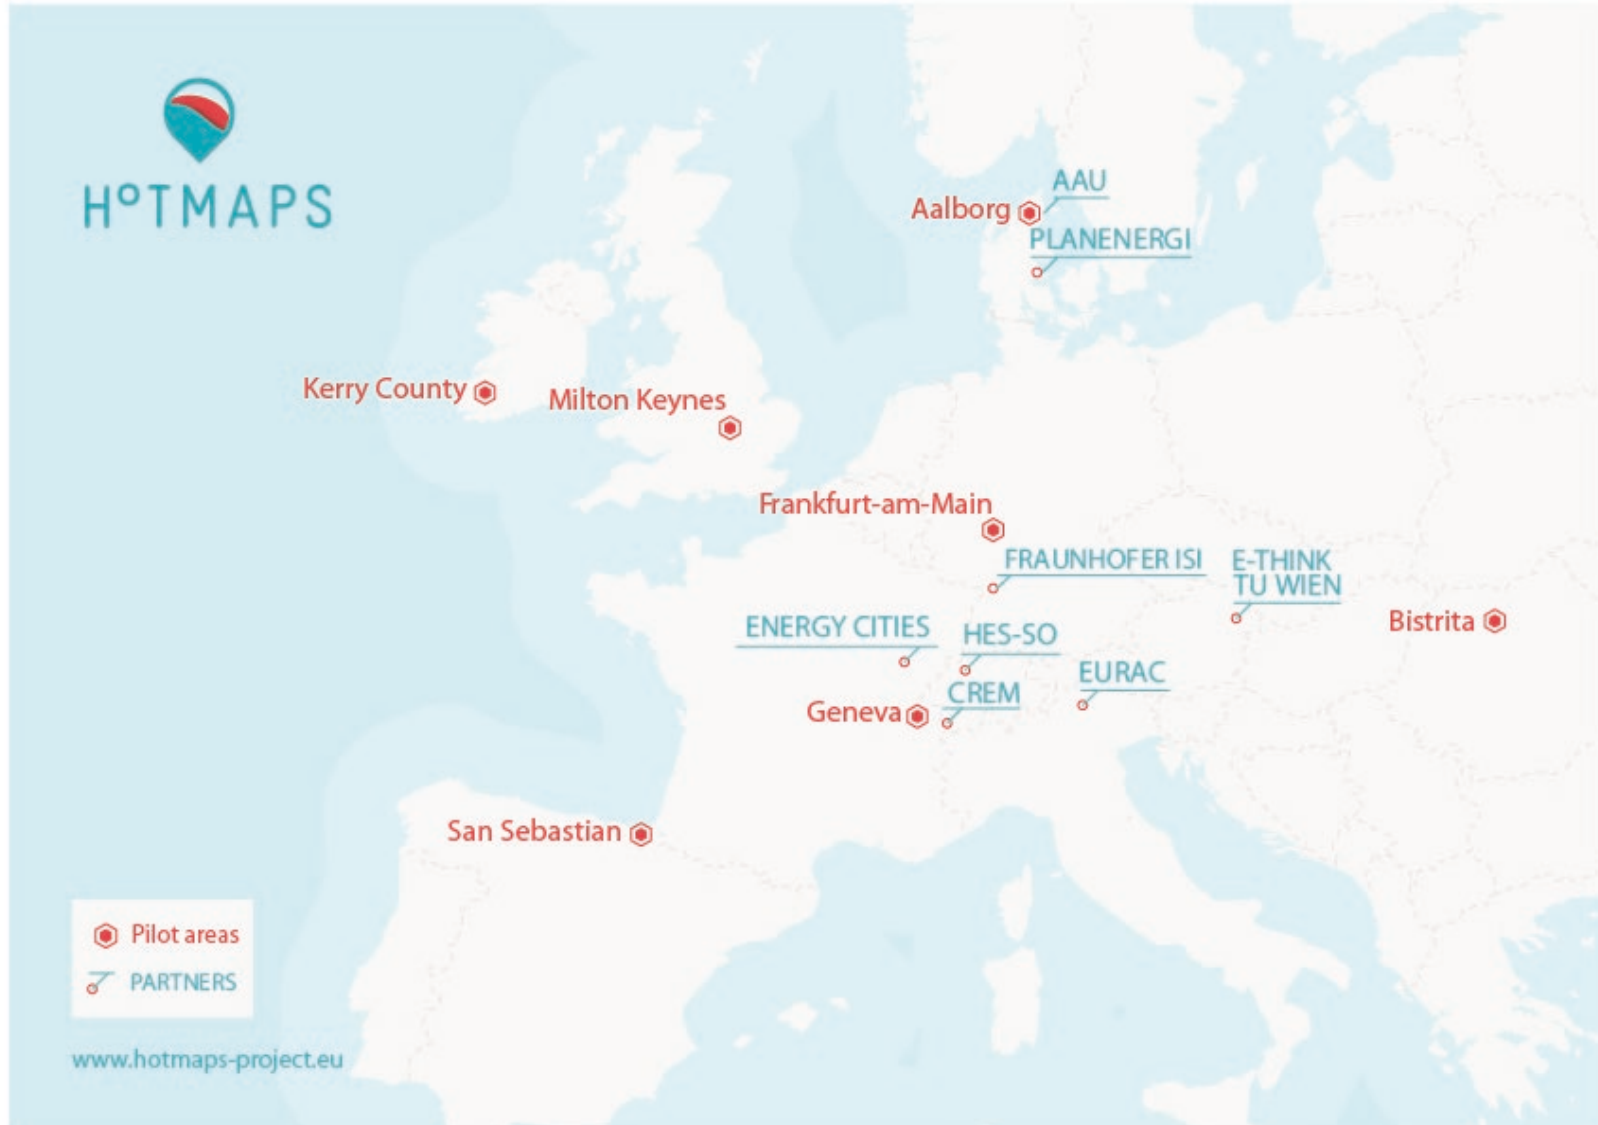 HOTMAPS
AAU
Aalborg
PLANENERGI
Kerry County
Milton Keynes
Frankfurt-am-Main
FRAUNHOFER ISI
E-THINK
TU WIEN
Bistrita
ENERGY CITIES
HES-SO
EURAC
CREM
Geneva
San Sebastian
Pilot areas
PARTNERS
www.hotmaps-project.eu